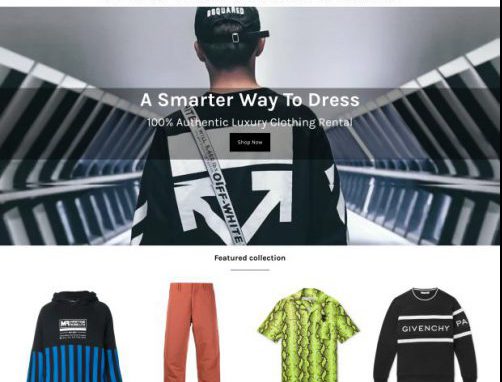 DSQUARED
A Smarter Way To Dress
100% Authentic Luxury Clothing Rental
Shop Now
OFF-WHITE
Featured collection
GIVENCHY
PA